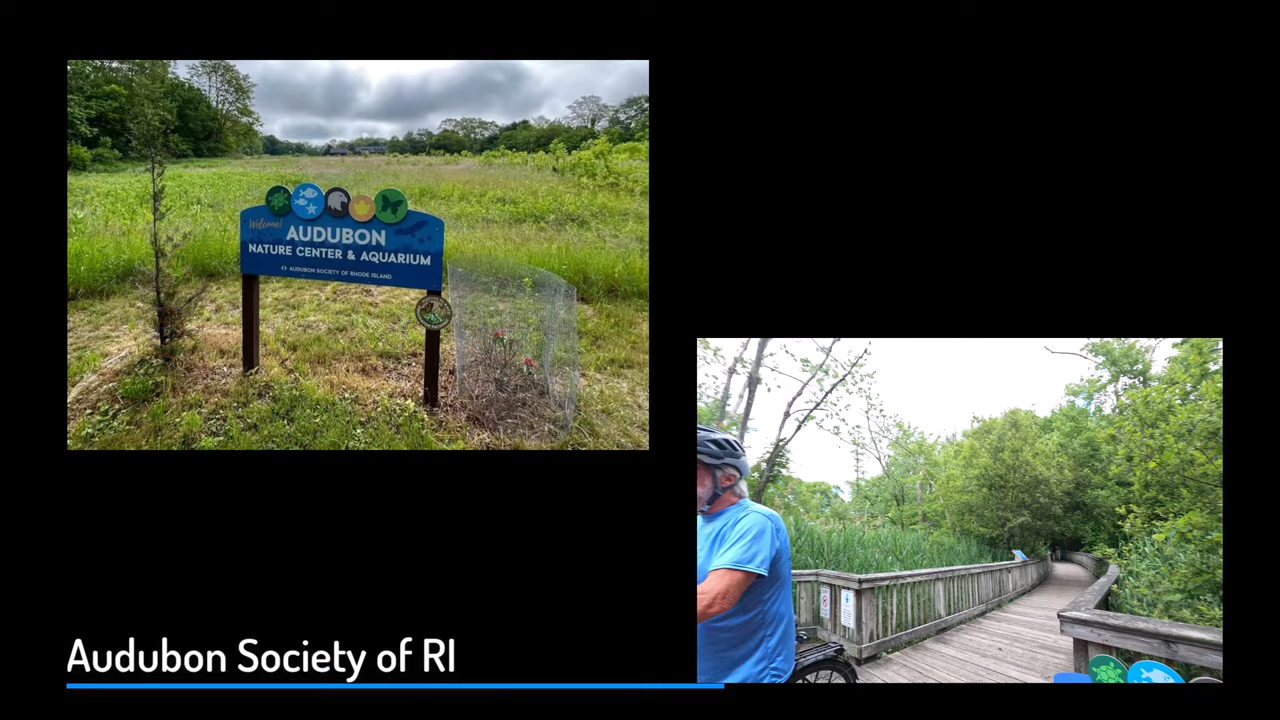 Welcome!
AUDUBON
NATURE CENTER & AQUARIUM
AUDUBON SOCIETY OF RHODE ISLAND
Audubon Society of RI